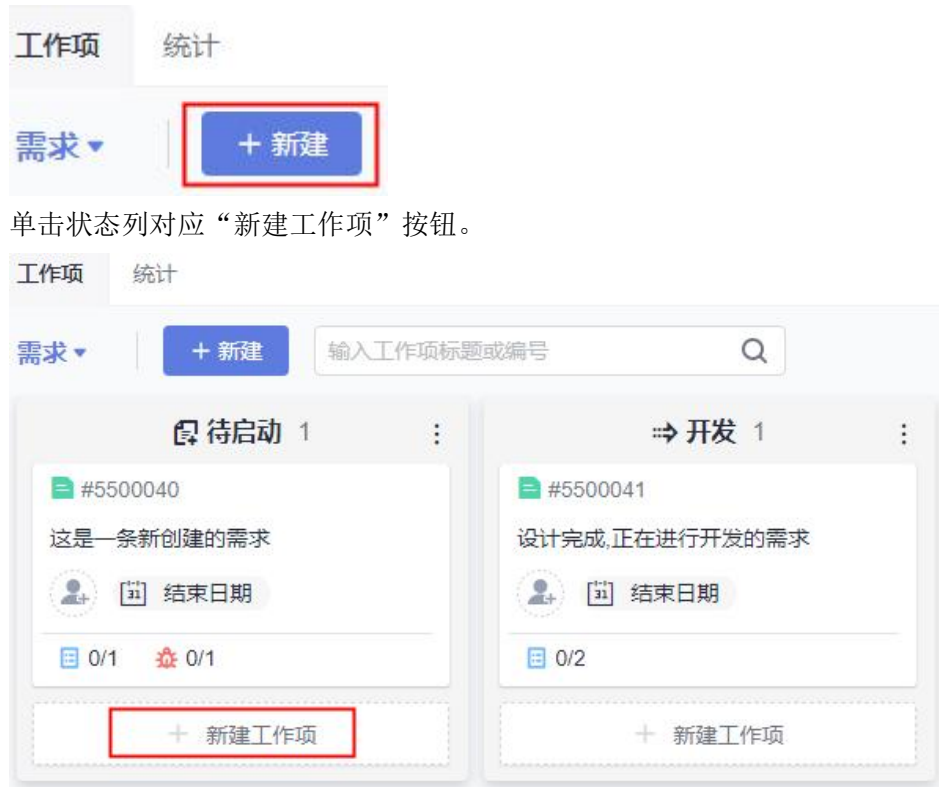 工作项 统计
需求 + 新建
单击状态列对应“新建工作项”按钮。
工作项 统计
需求 + 新建 输入工作项标题或编号
待启动 1 开发 1
#5500040 #5500041
这是一条新创建的需求 设计完成,正在进行开发的需求
31 结束日期 31 结束日期
0/1 0/1 0/2
+ 新建工作项 + 新建工作项